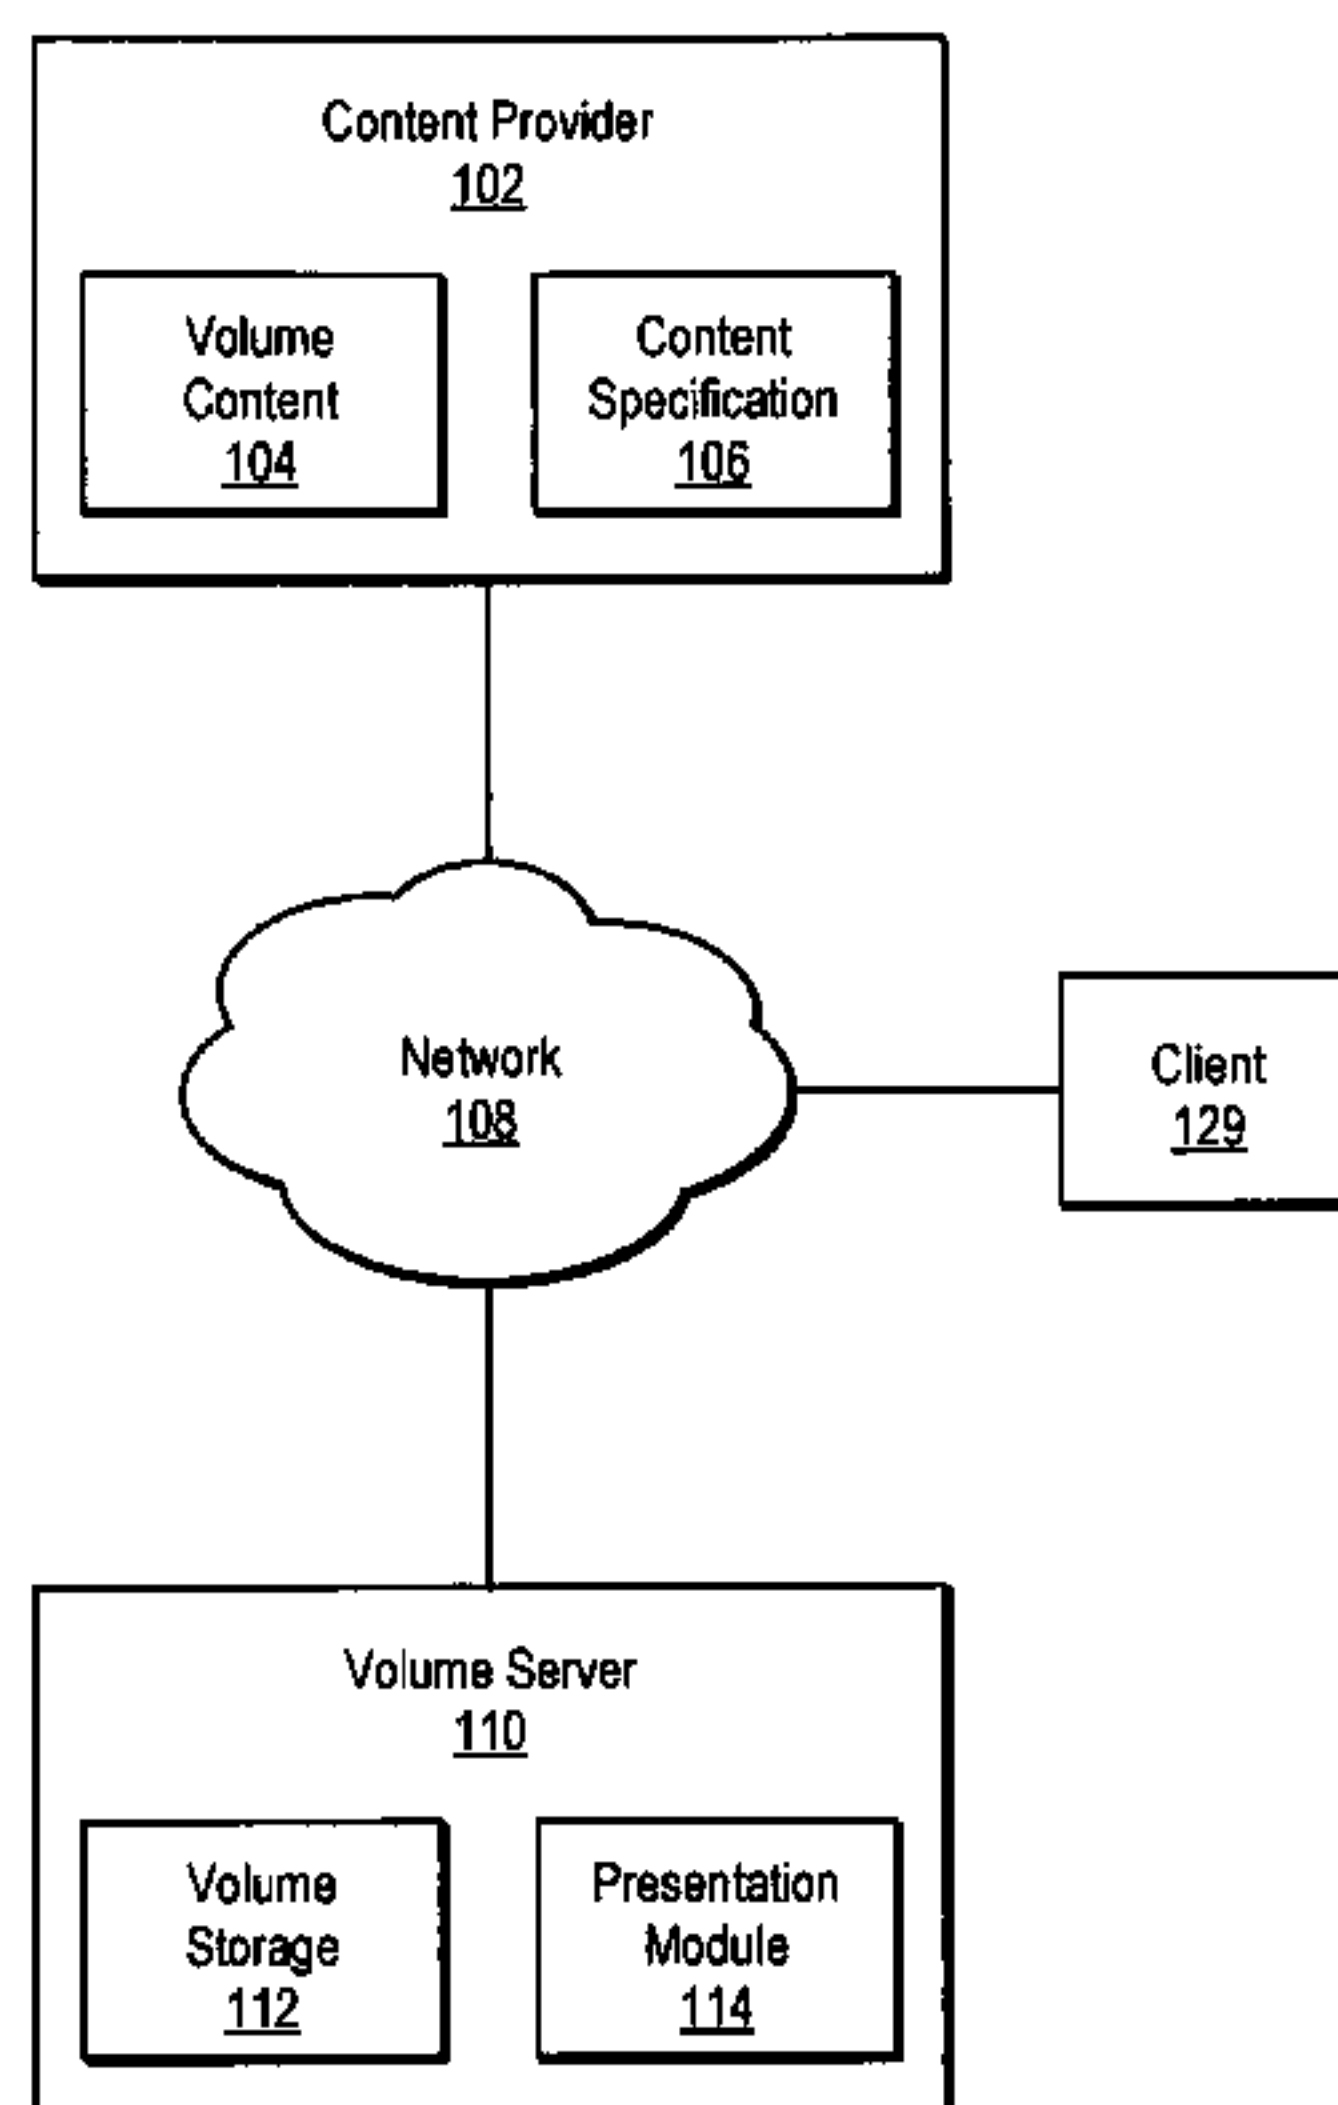 Content Provider
102
Volume
Content
104
Content
Specification
106
Network
108
Client
129
Volume Server
110
Volume
Storage
112
Presentation
Module
114